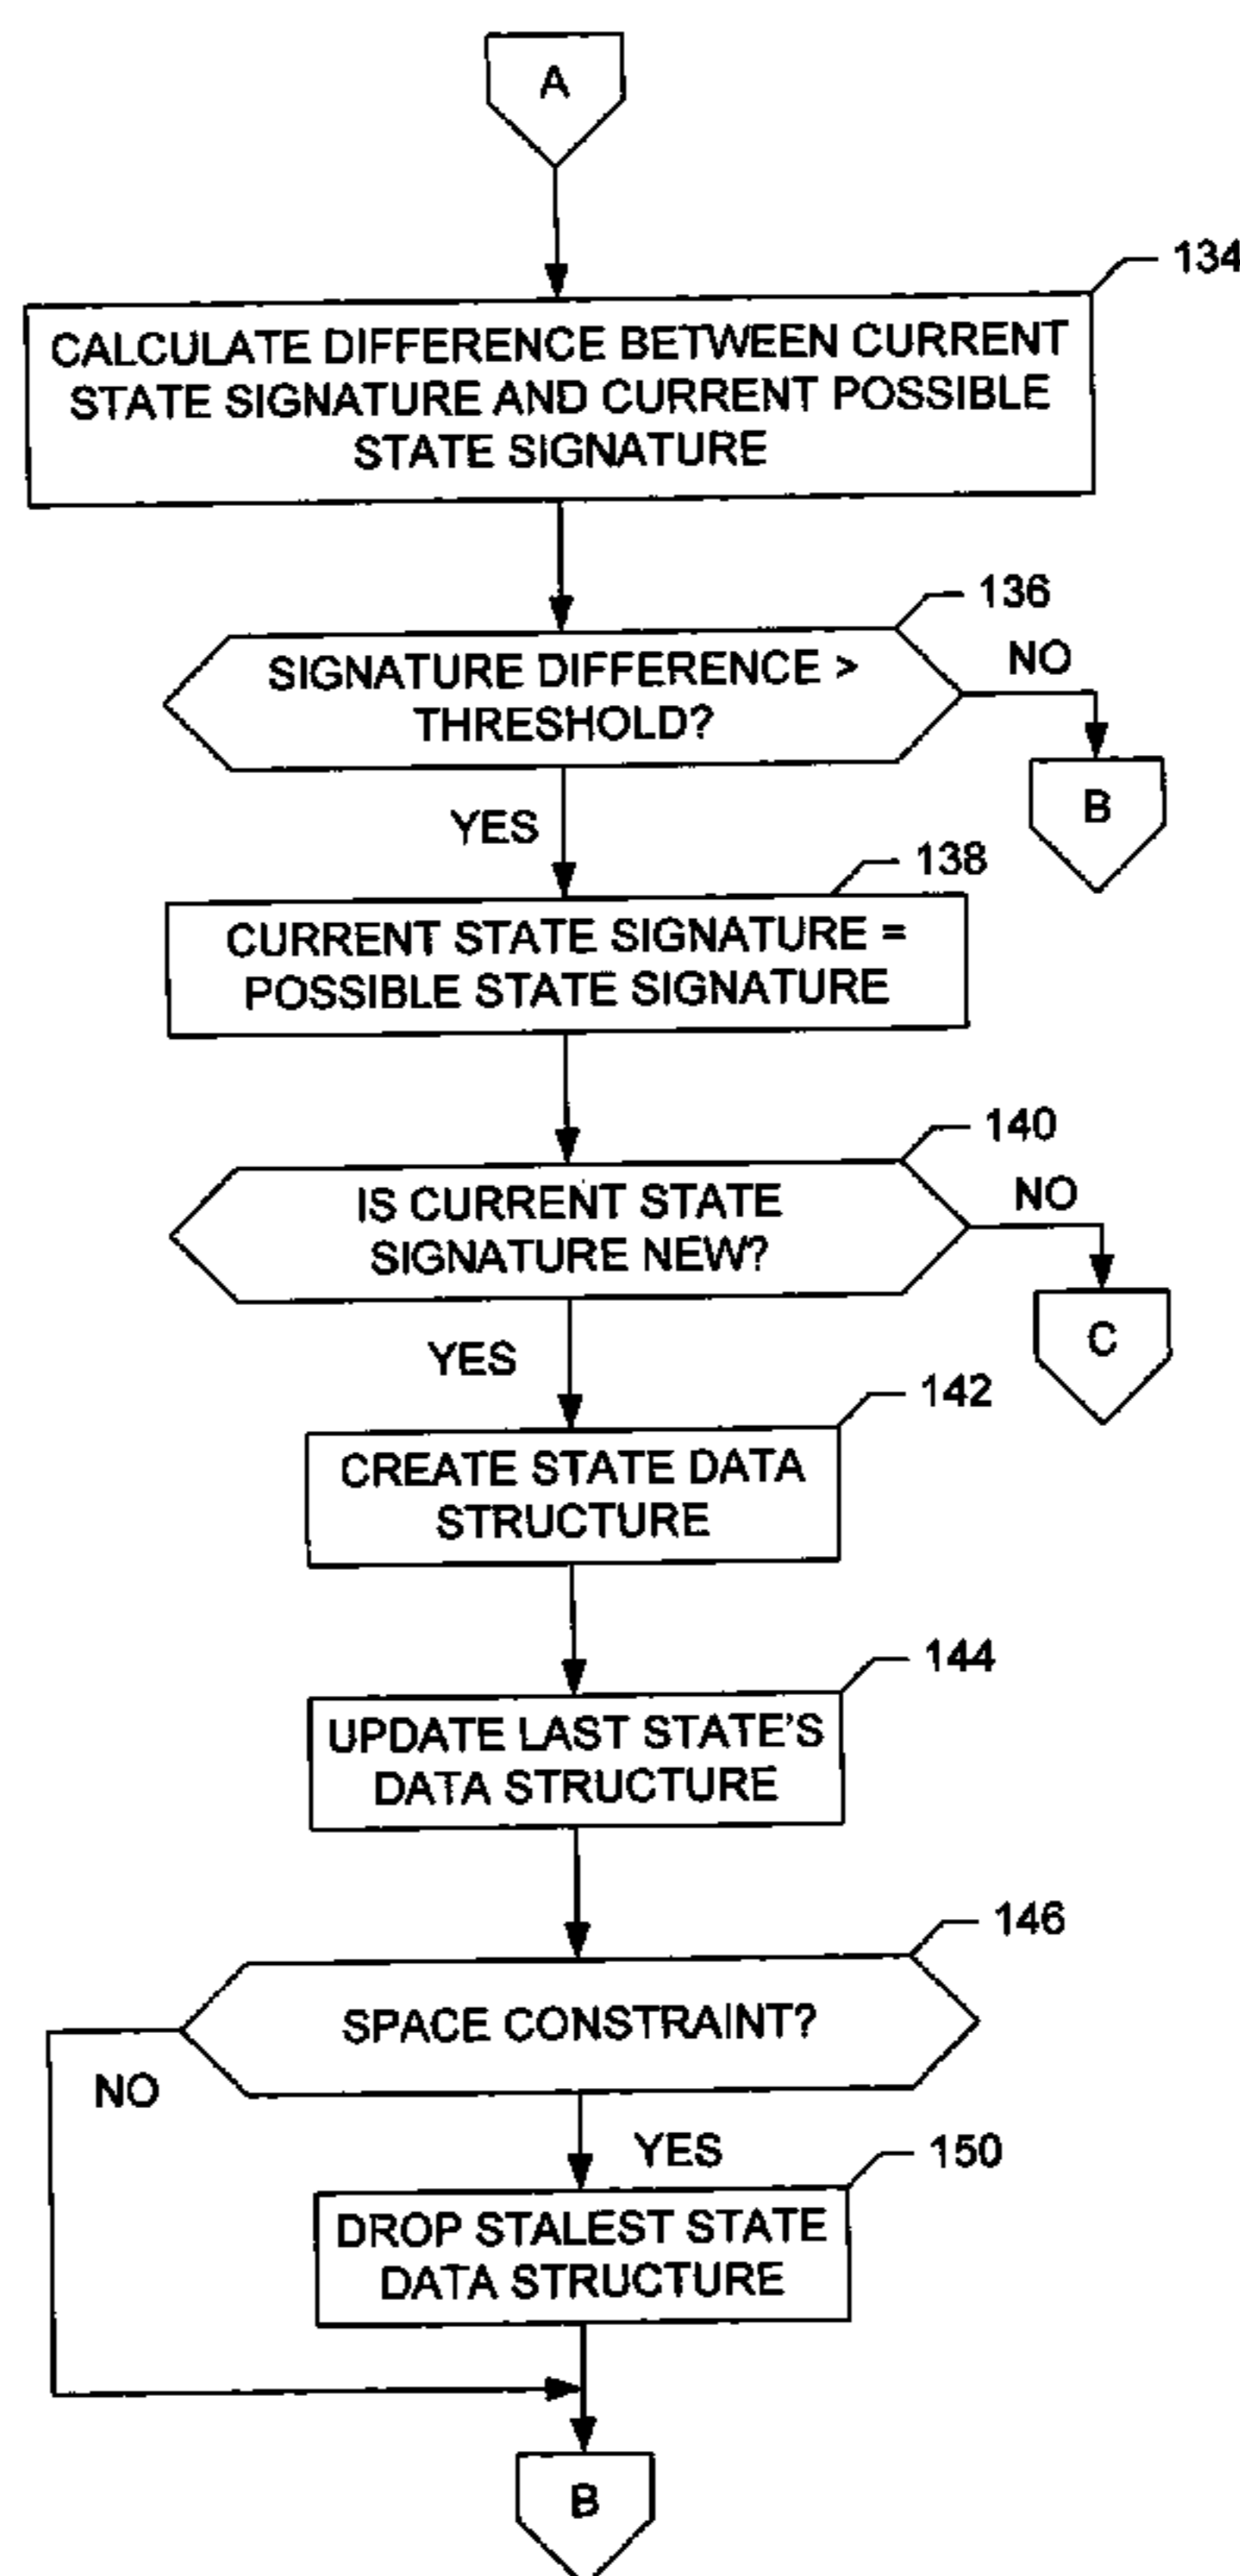 A
134
CALCULATE DIFFERENCE BETWEEN CURRENT
STATE SIGNATURE AND CURRENT POSSIBLE
STATE SIGNATURE
136
SIGNATURE DIFFERENCE >
THRESHOLD?
NO
B
YES
138
CURRENT STATE SIGNATURE =
POSSIBLE STATE SIGNATURE
140
IS CURRENT STATE
SIGNATURE NEW?
NO
C
YES
142
CREATE STATE DATA
STRUCTURE
144
UPDATE LAST STATE'S
DATA STRUCTURE
146
SPACE CONSTRAINT?
NO
YES
150
DROP STALEST STATE
DATA STRUCTURE
B